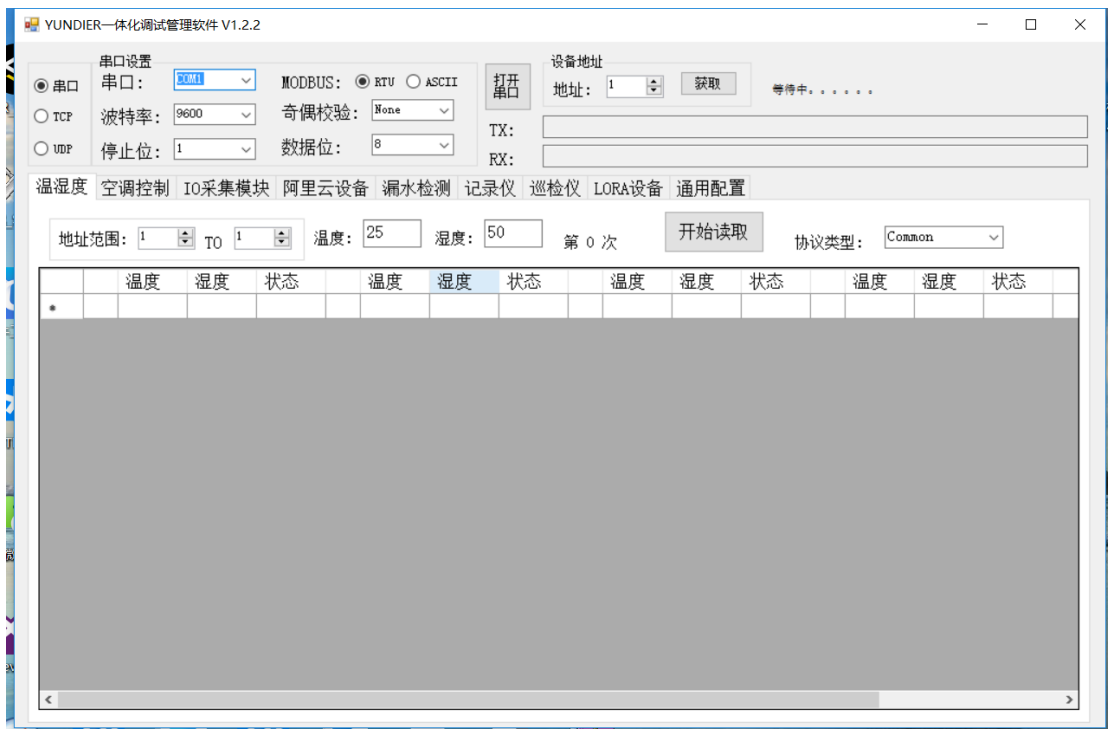 YUNDIER一体化调试管理软件 V1.2.2
串口设置
设备地址
串口
串口: COM1 MODBUS: RTU ASCII
打开
串口
地址: 1 获取 等待中。。。。。。
TCP
波特率: 9600 奇偶校验: None
TX:
UDP
停止位: 1 数据位: 8
RX:
温湿度 空调控制 IO采集模块 阿里云设备 漏水检测 记录仪 巡检仪 LORA设备 通用配置
地址范围: 1 TO 1 温度: 25 湿度: 50 第 0 次 开始读取 协议类型: Common
温度 湿度 状态 温度 湿度 状态 温度 湿度 状态 温度 湿度 状态